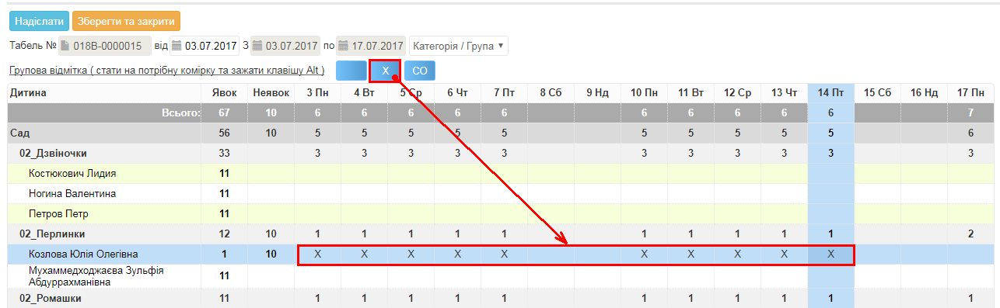 Надіслати Зберегти та закрити
Табель № 018В-0000015 від 03.07.2017 З 03.07.2017 по 17.07.2017 Категорія / Група
Групова відмітка ( стати на потрібну комірку та зажати клавішу Alt ) X СО
Дитина Явок Неявок 3 Пн 4 Вт 5 Ср 6 Чт 7 Пт 8 Сб 9 Нд 10 Пн 11 Вт 12 Ср 13 Чт 14 Пт 15 Сб 16 Нд 17 Пн
Всього: 67 10 6 6 6 6 6 6 6 6 6 6 7
Сад 56 10 5 5 5 5 5 5 5 5 5 5 6
02_Дзвіночки 33 3 3 3 3 3 3 3 3 3 3 3
Костюкович Лидия 11
Ногина Валентина 11
Петров Петр 11
02_Перлинки 12 10 1 1 1 1 1 1 1 1 1 1 2
Козлова Юлія Олегівна 1 10 X X X X X X X X X X
Мухаммедходжаєва Зульфія
Абдуррахманівна 11
02_Ромашки 11 1 1 1 1 1 1 1 1 1 1 1